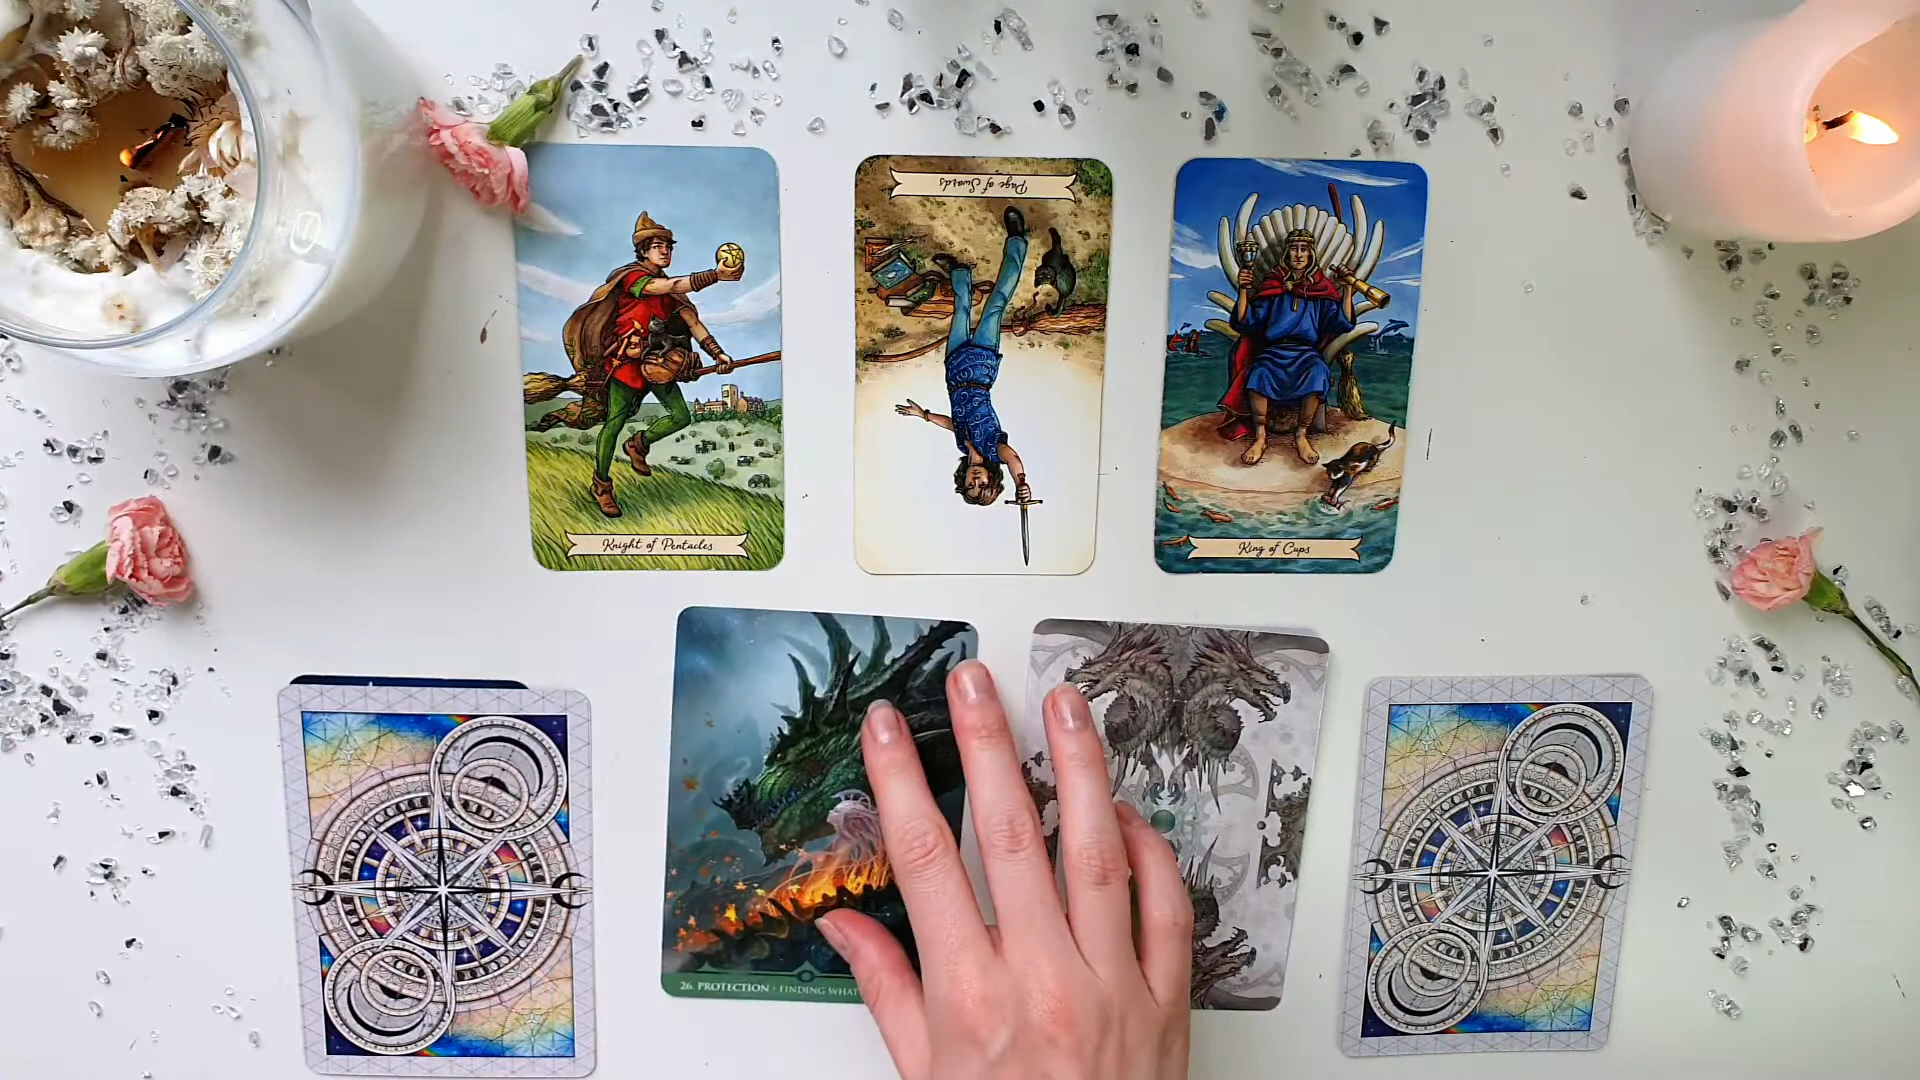 Knight of Pentacles
Page of Swords
King of Cups
26. PROTECTION · FINDING WHAT